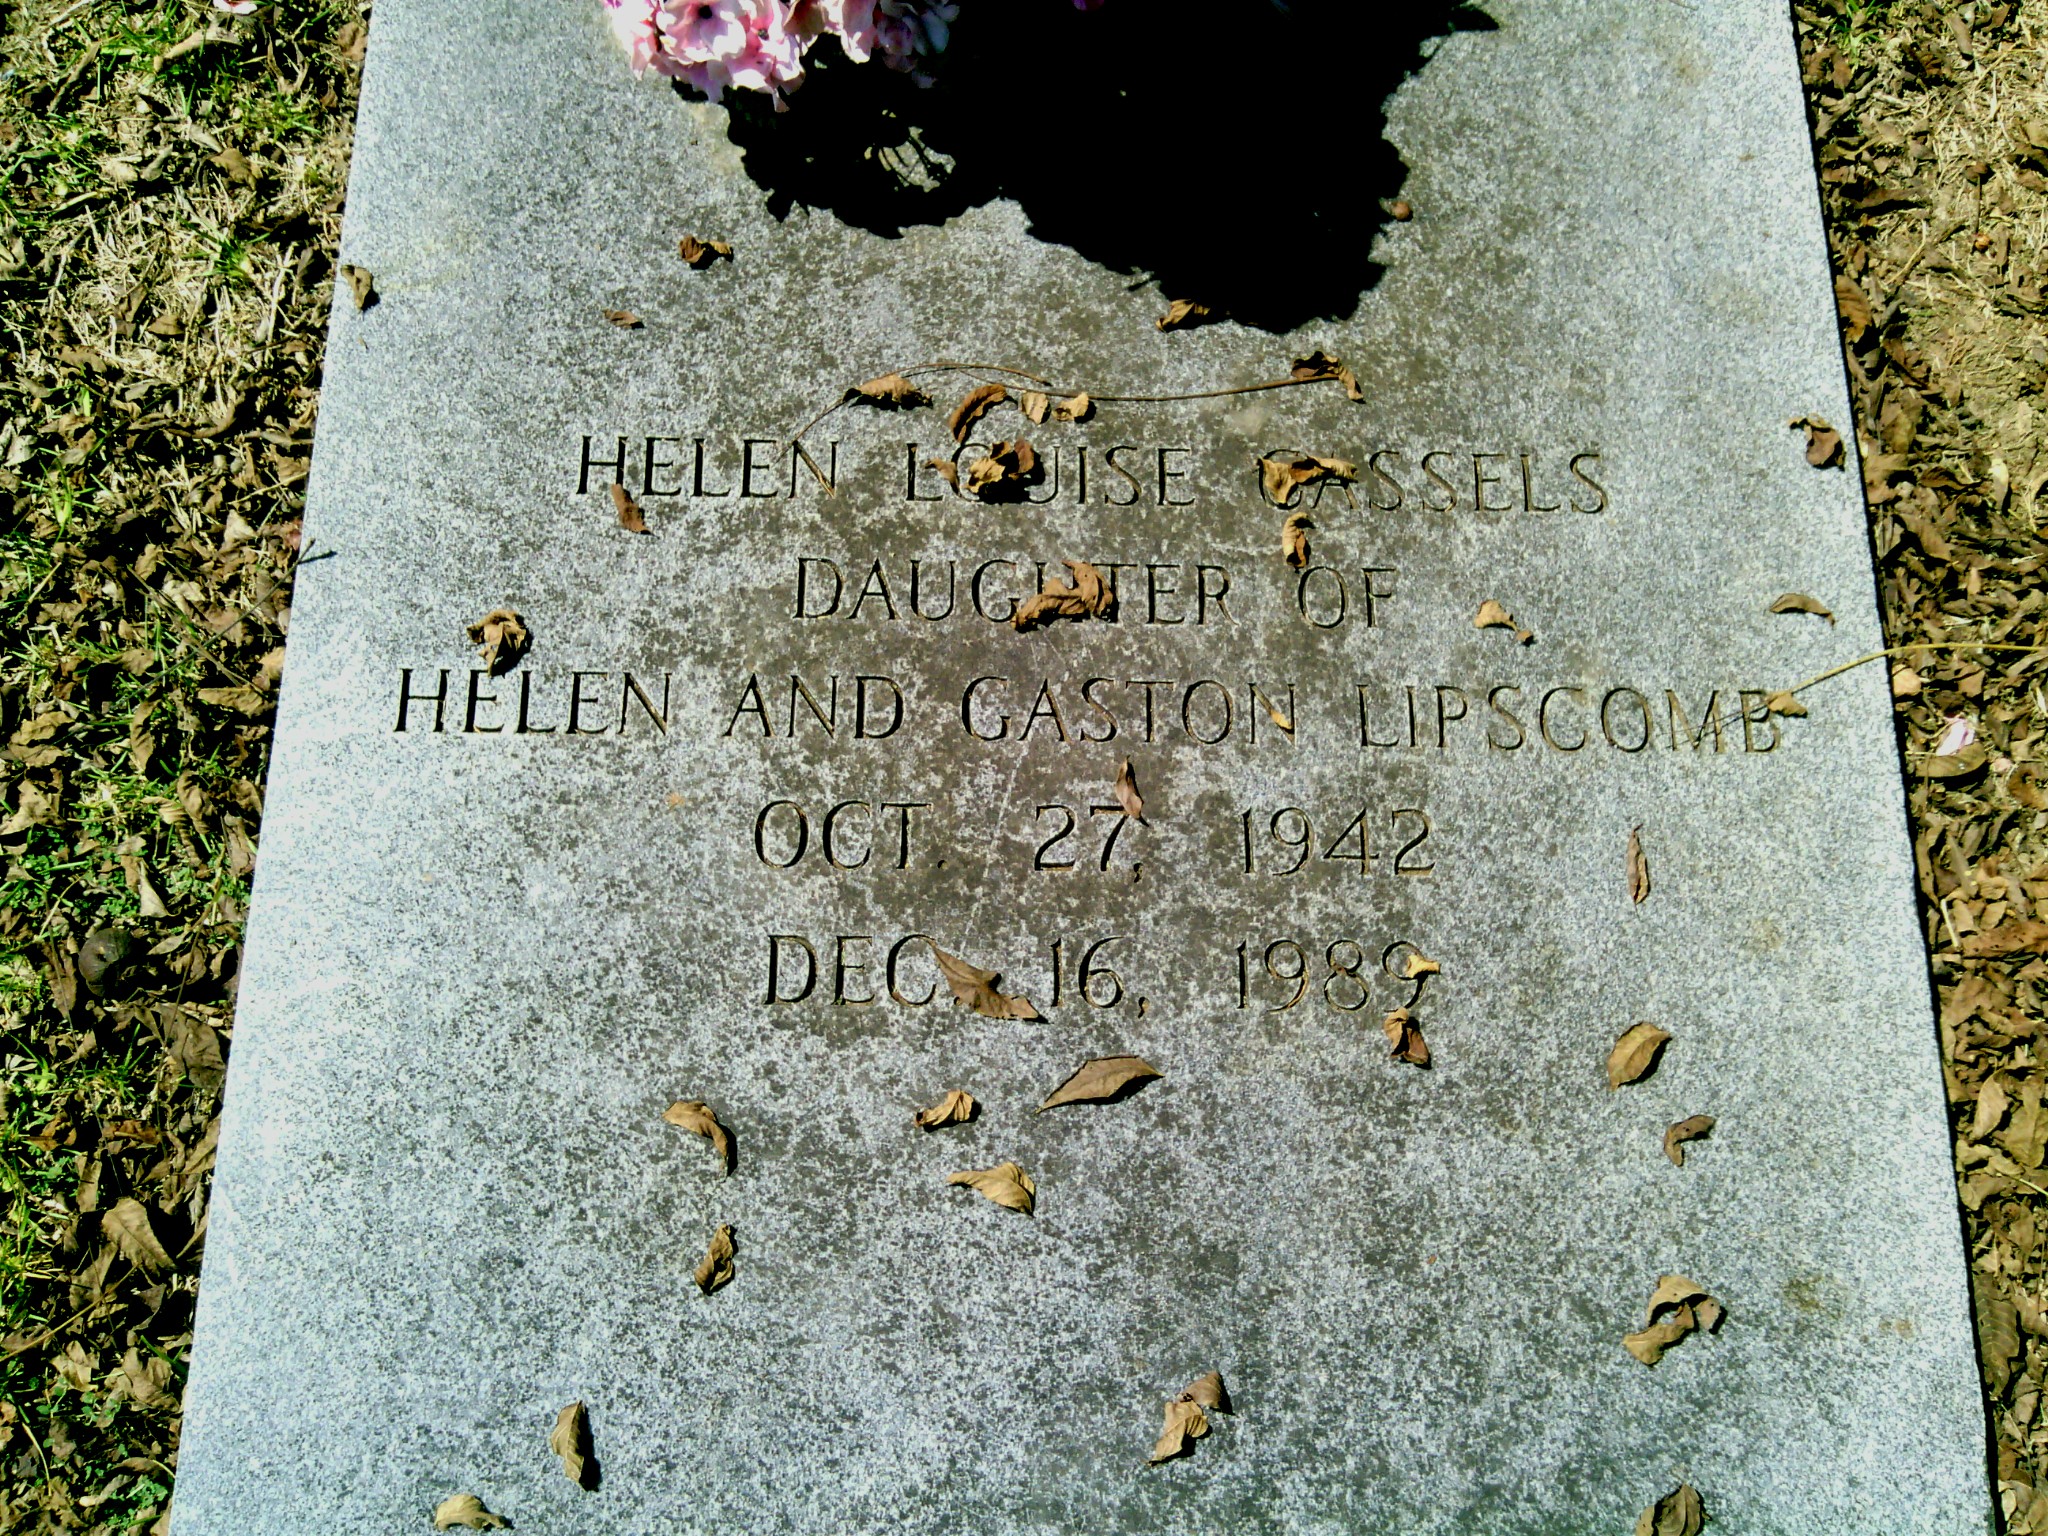 HELEN LOUISE CASSELS
DAUGHTER OF
HELEN AND GASTON LIPSCOMB
OCT. 27, 1942
DEC. 16, 1989